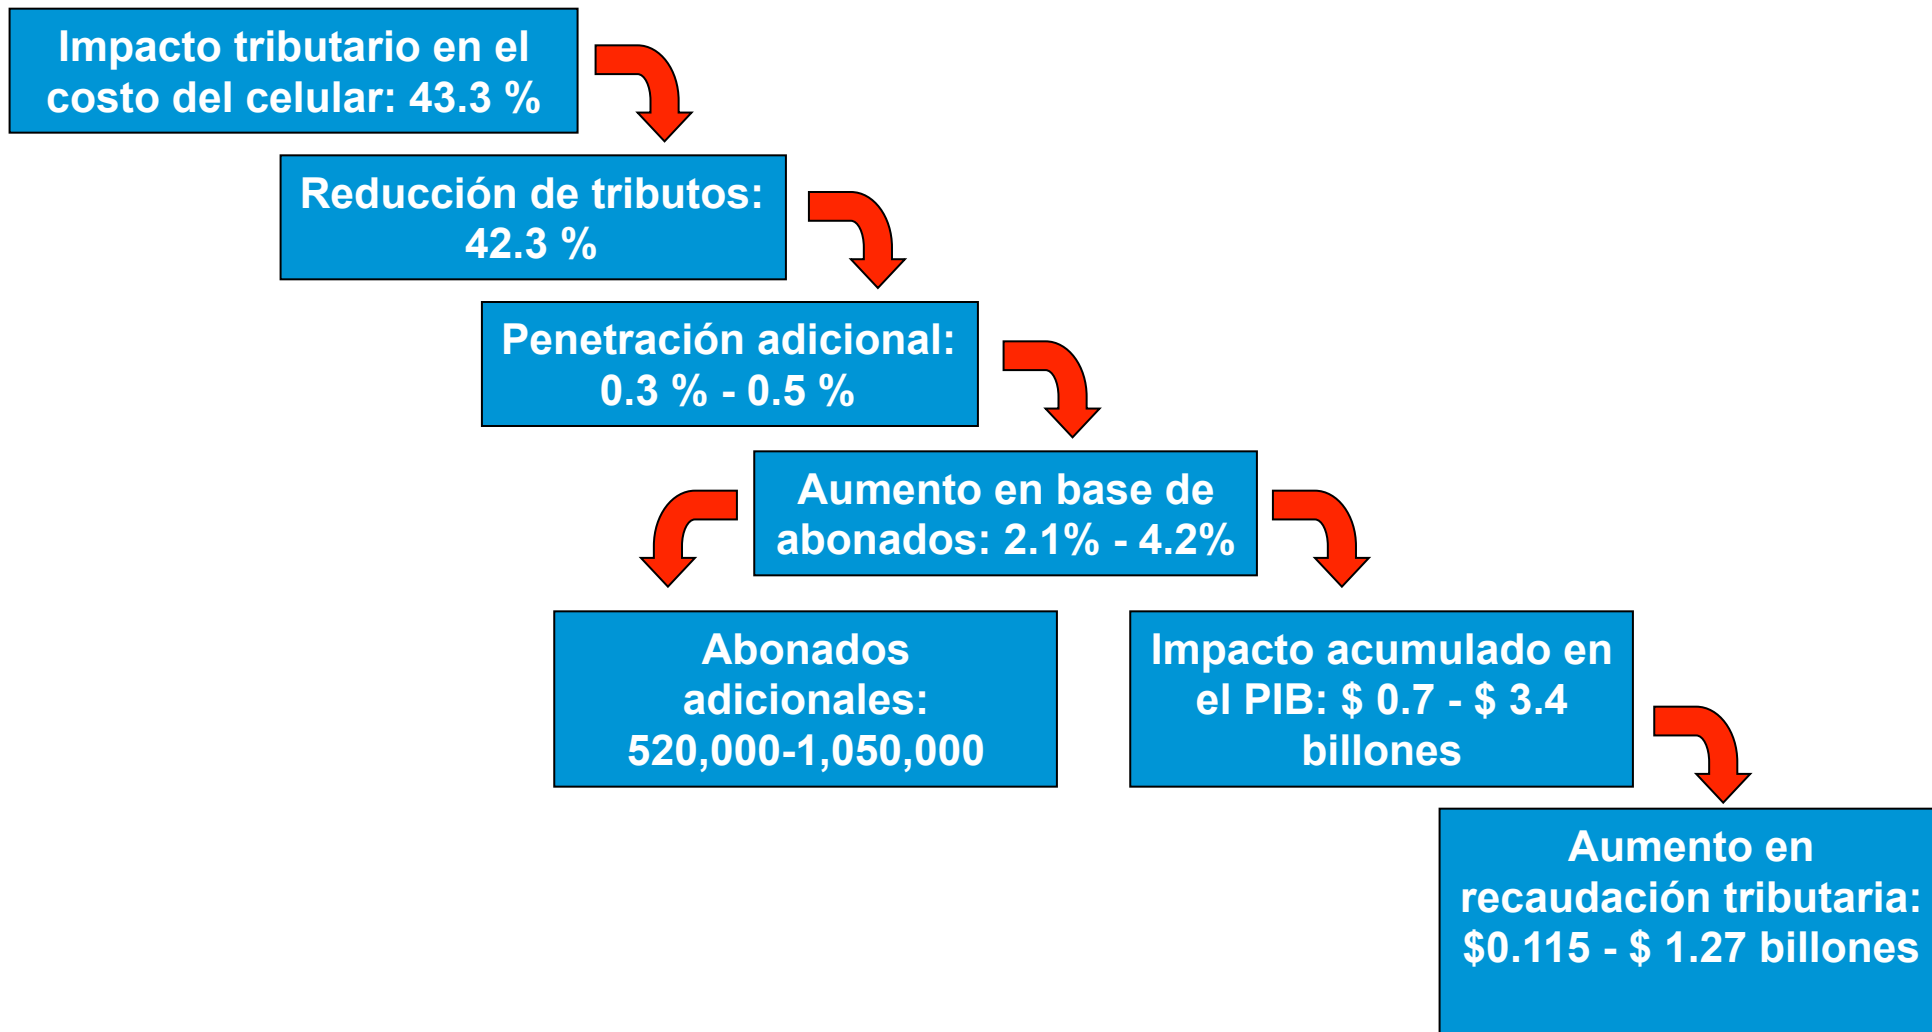 Impacto tributario en el
costo del celular: 43.3 %
Reducción de tributos:
42.3 %
Penetración adicional:
0.3 % - 0.5 %
Aumento en base de
abonados: 2.1% - 4.2%
Abonados
adicionales:
520,000-1,050,000
Impacto acumulado en
el PIB: $ 0.7 - $ 3.4
billones
Aumento en
recaudación tributaria:
$0.115 - $ 1.27 billones